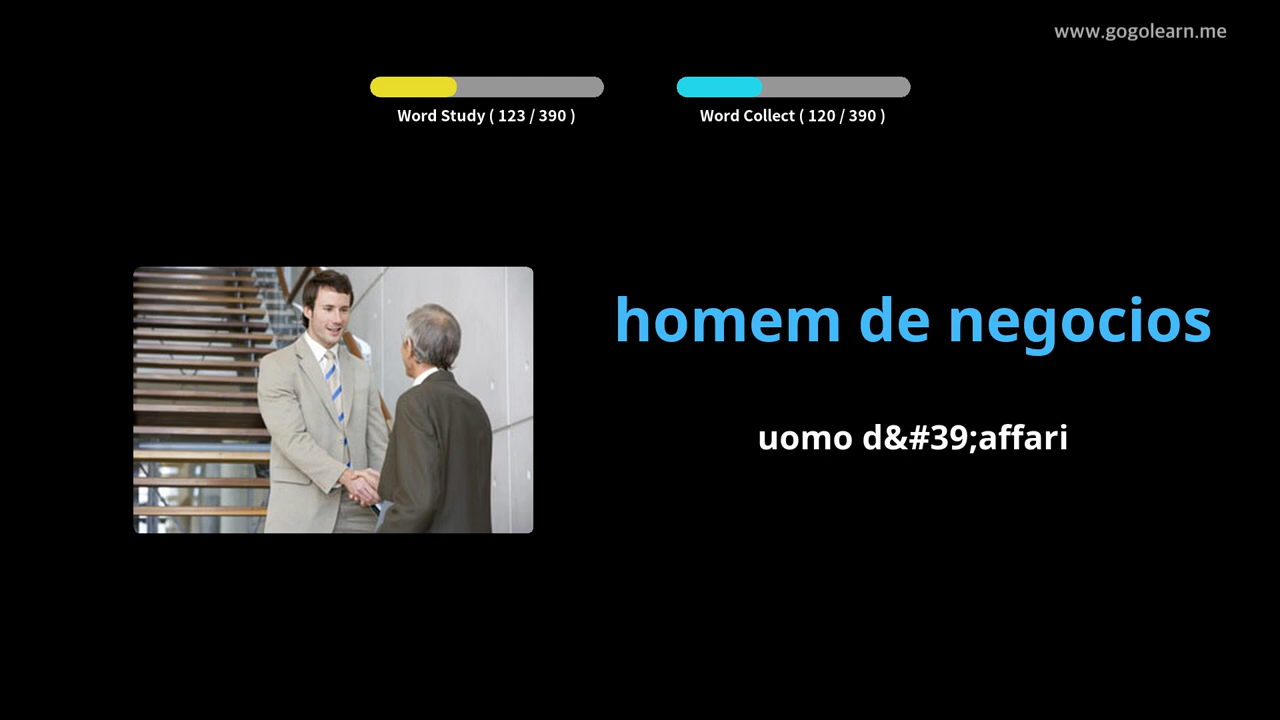 www.gogolearn.me
Word Study ( 123 / 390 )
Word Collect ( 120 / 390 )
homem de negocios
uomo d&#39;affari